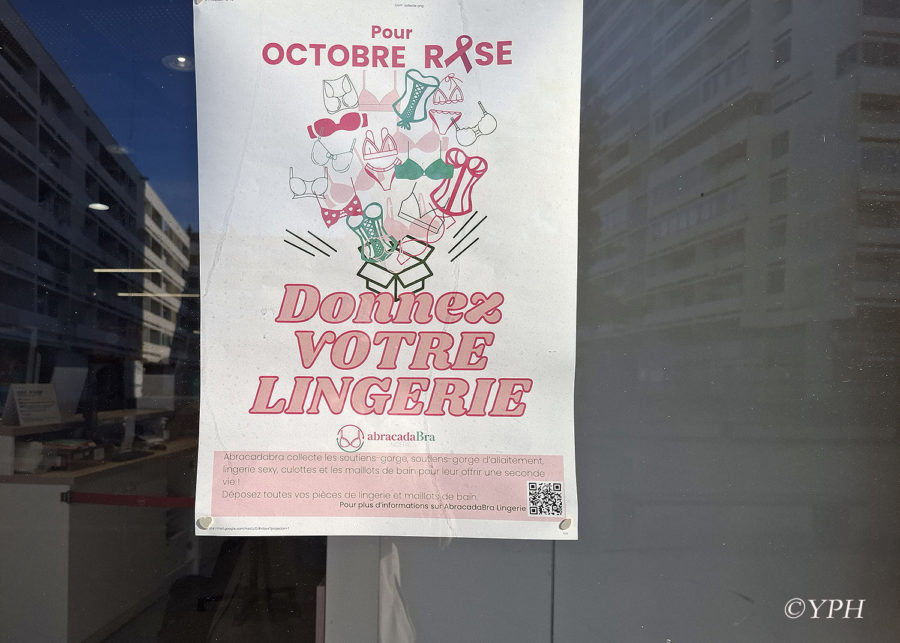 Pour
OCTOBRE ROSE
Donnez
VOTRE
LINGERIE
abracadaBra
Abracadabra collecte les soutiens-gorge, soutiens-gorge d'allaitement,
lingerie sexy, culottes et les maillots de bain pour leur offrir une seconde
vie !
Déposez toutes vos pièces de lingerie et maillots de bain.
Pour plus d'informations sur AbracadaBra Lingerie
©YPH